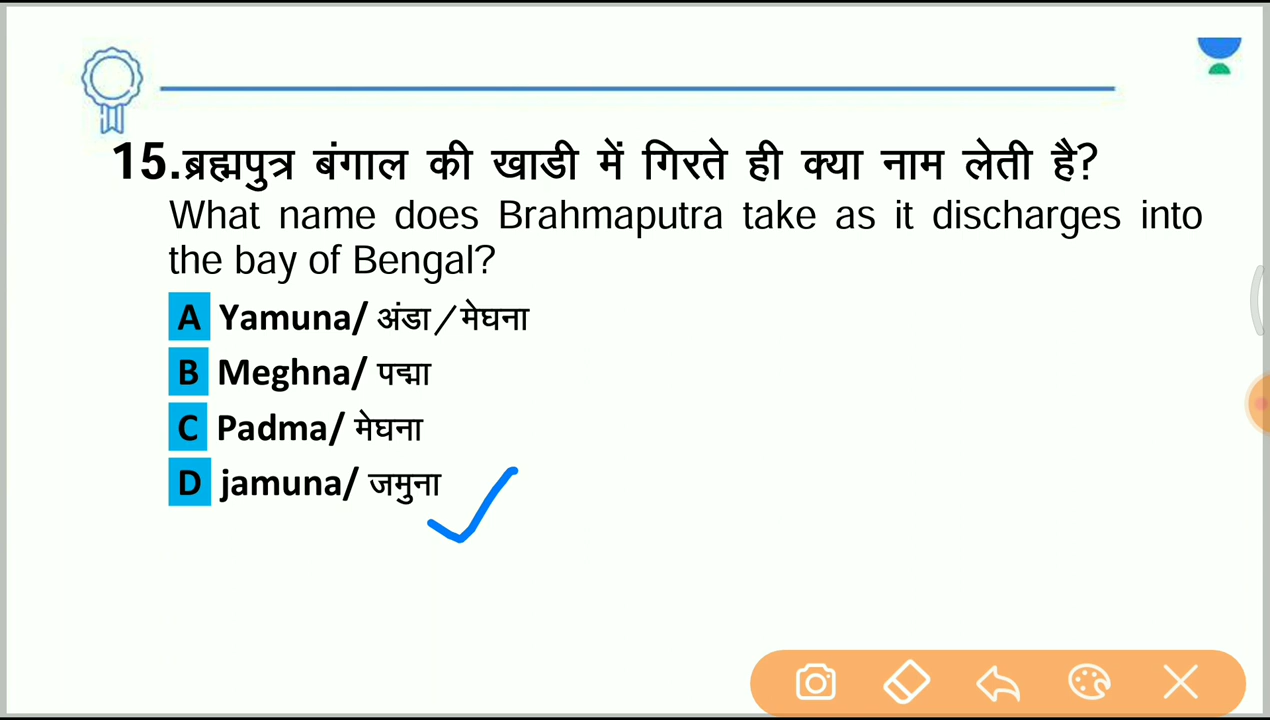 15.ब्रह्मपुत्र बंगाल की खाडी में गिरते ही क्या नाम लेती है?
What name does Brahmaputra take as it discharges into
the bay of Bengal?
A Yamuna/ अंडा/मेघना
B Meghna/ पद्मा
C Padma/ मेघना
D jamuna/ जमुना